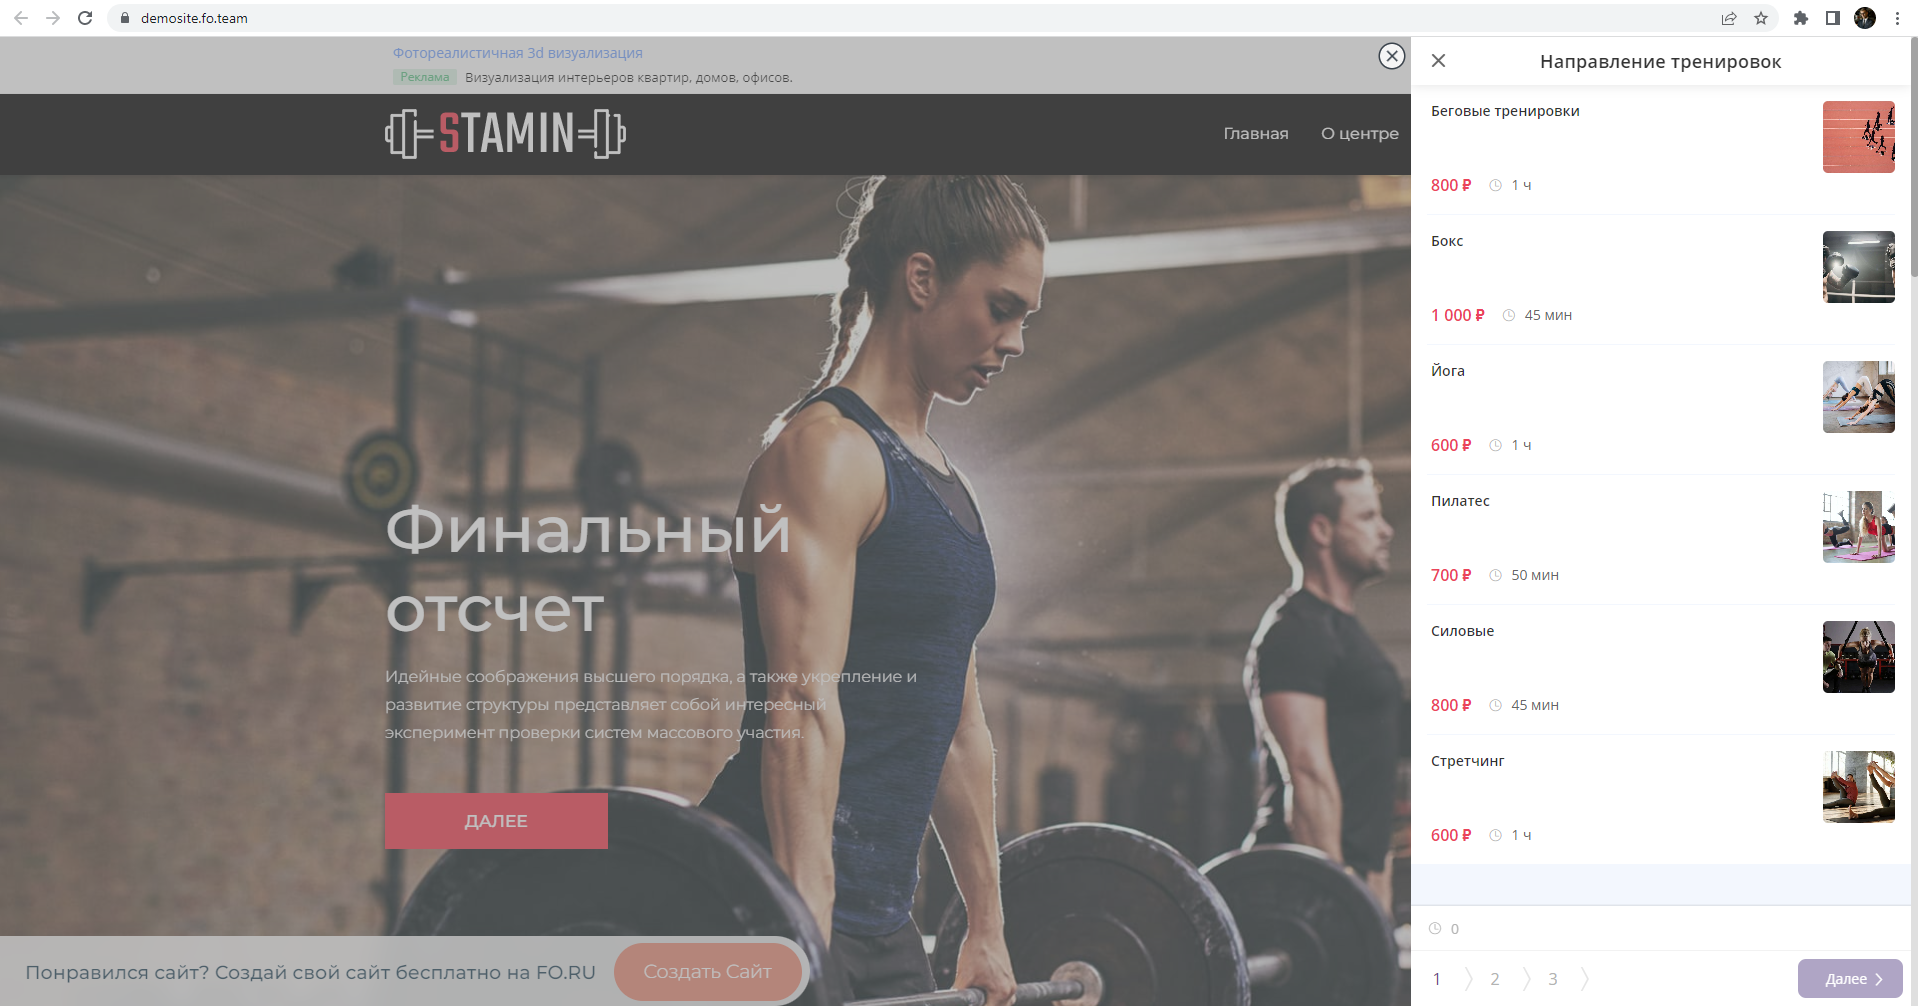 demosite.fo.team
Фотореалистичная 3d визуализация
Реклама Визуализация интерьеров квартир, домов, офисов.
STAMIN
Главная О центре
Финальный
отсчет
Идейные соображения высшего порядка, а также укрепление и
развитие структуры представляет собой интересный
эксперимент проверки систем массового участия.
ДАЛЕЕ
Понравился сайт? Создай свой сайт бесплатно на FO.RU
Создать Сайт
Направление тренировок
Беговые тренировки
800 ₽ 1 ч
Бокс
1 000 ₽ 45 мин
Йога
600 ₽ 1 ч
Пилатес
700 ₽ 50 мин
Силовые
800 ₽ 45 мин
Стретчинг
600 ₽ 1 ч
0
1 2 3
Далее